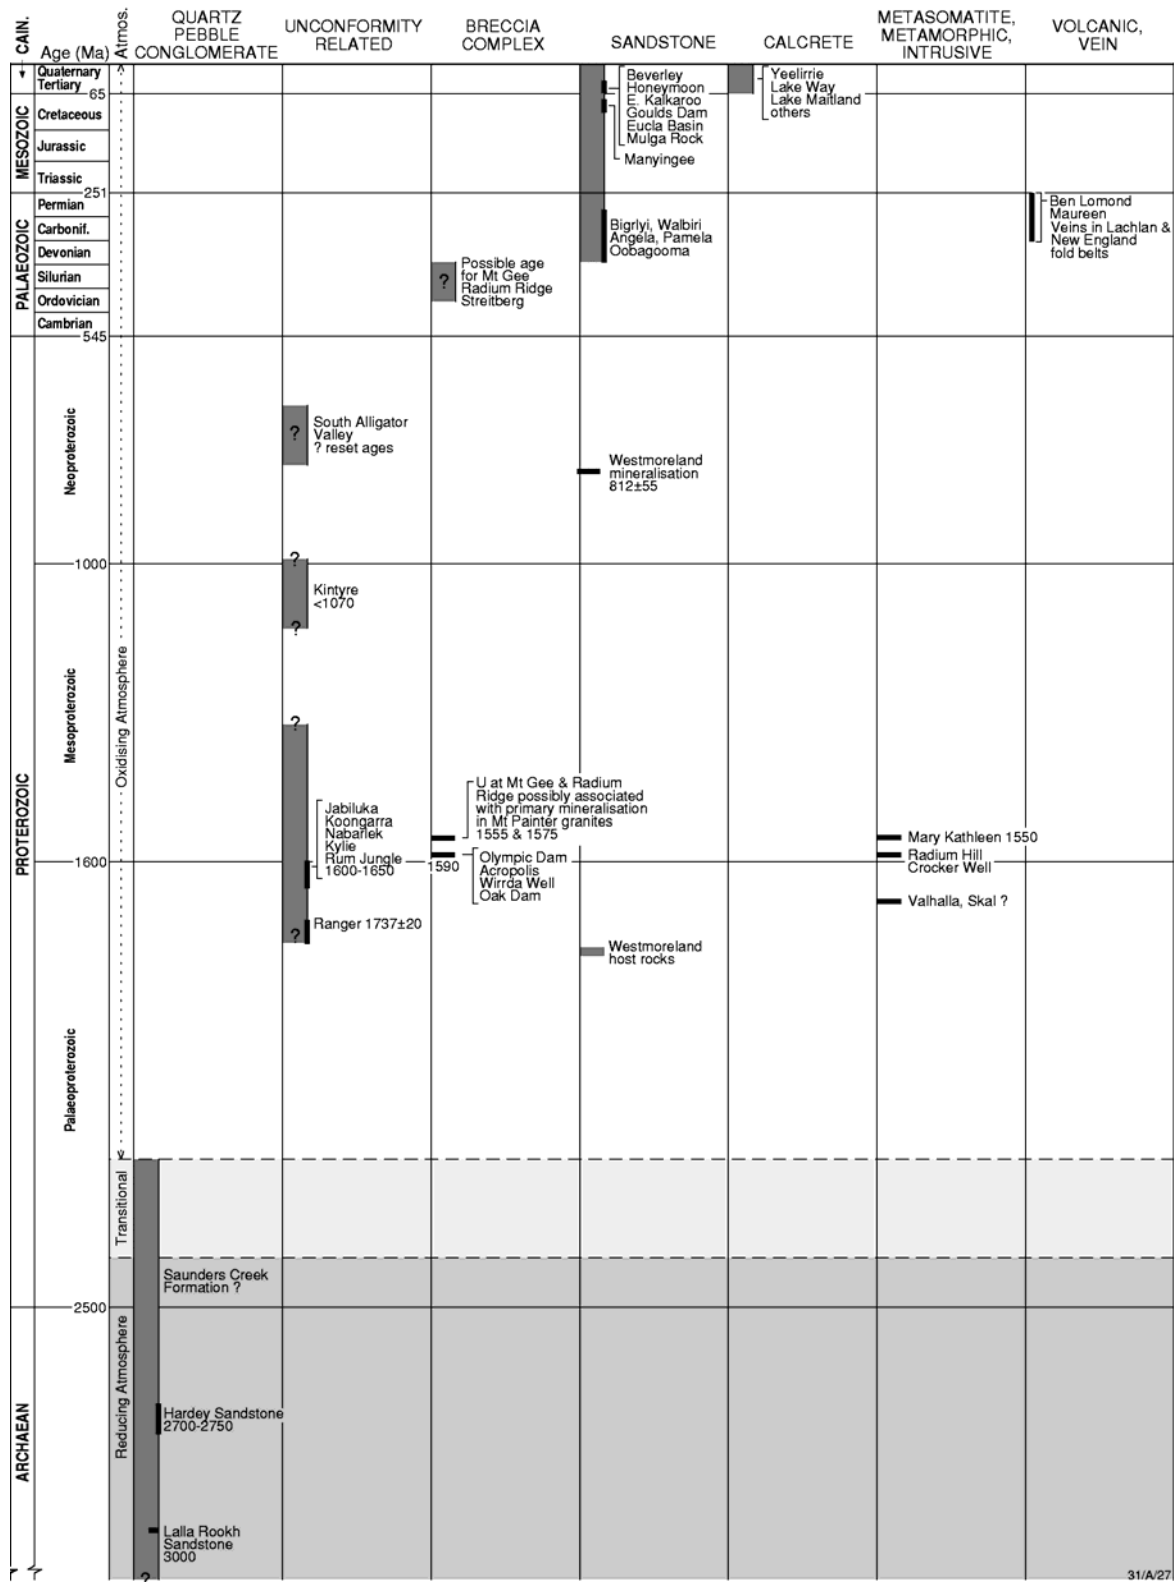 CAIN.
Age (Ma)
Atmos.
QUARTZ
PEBBLE
CONGLOMERATE
UNCONFORMITY
RELATED
BRECCIA
COMPLEX
SANDSTONE
CALCRETE
METASOMATITE,
METAMORPHIC,
INTRUSIVE
VOLCANIC,
VEIN
Quaternary
Tertiary
65
MESOZOIC
Cretaceous
Jurassic
Triassic
251
PALAEOZOIC
Permian
Carbonif.
Devonian
Silurian
Ordovician
Cambrian
545
Beverley
Honeymoon
E. Kalkaroo
Goulds Dam
Eucla Basin
Mulga Rock
Manyingee
Yeelirrie
Lake Way
Lake Maitland
others
Bigrlyi, Walbiri
Angela, Pamela
Oobagooma
Ben Lomond
Maureen
Veins in Lachlan &
New England
fold belts
?
Possible age
for Mt Gee
Radium Ridge
Streitberg
PROTEROZOIC
Neoproterozoic
?
South Alligator
Valley
? reset ages
Westmoreland
mineralisation
812±55
1000
?
Kintyre
<1070
?
Mesoproterozoic
Oxidising Atmosphere
?
Jabiluka
Koongarra
Nabarlek
Kylie
Rum Jungle
1600-1650
U at Mt Gee & Radium
Ridge possibly associated
with primary mineralisation
in Mt Painter granites
1555 & 1575
1590
Olympic Dam
Acropolis
Wirrda Well
Oak Dam
Mary Kathleen 1550
Radium Hill
Crocker Well
Valhalla, Skal ?
1600
Ranger 1737±20
?
Westmoreland
host rocks
Palaeoproterozoic
Transitional
Saunders Creek
Formation ?
2500
ARCHAEAN
Reducing Atmosphere
Hardey Sandstone
2700-2750
Lalla Rookh
Sandstone
3000
?
31/A/27